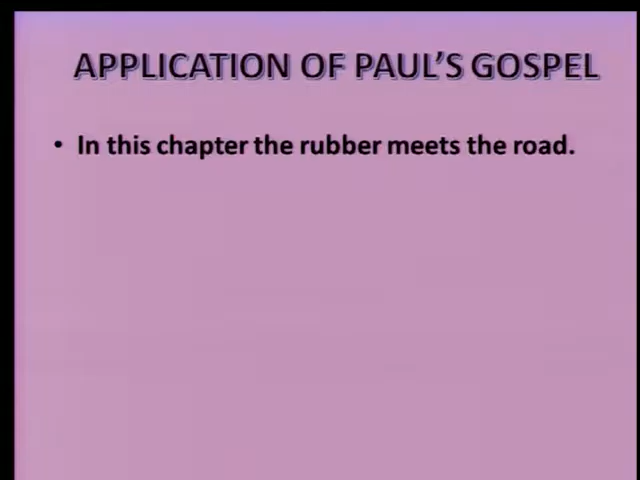 APPLICATION OF PAUL'S GOSPEL
• In this chapter the rubber meets the road.